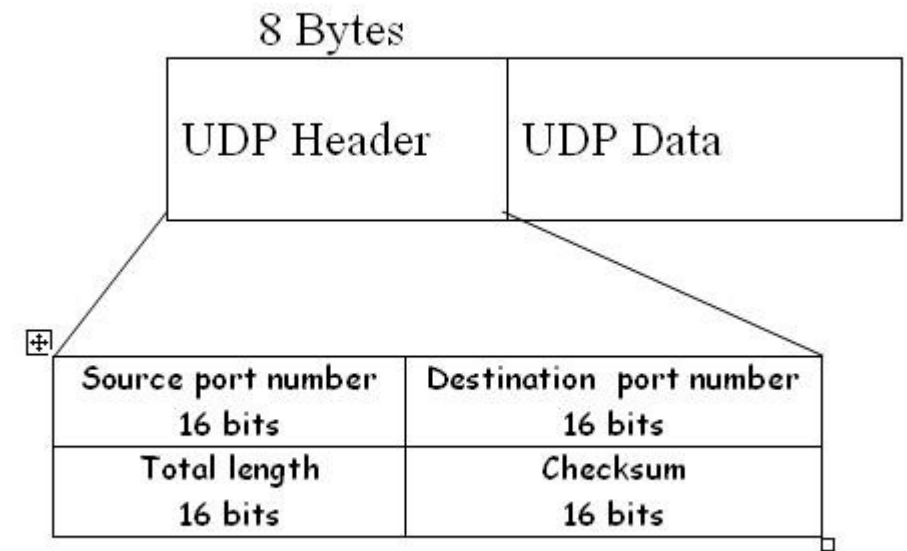 8 Bytes
UDP Header
UDP Data
Source port number
16 bits
Destination port number
16 bits
Total length
16 bits
Checksum
16 bits